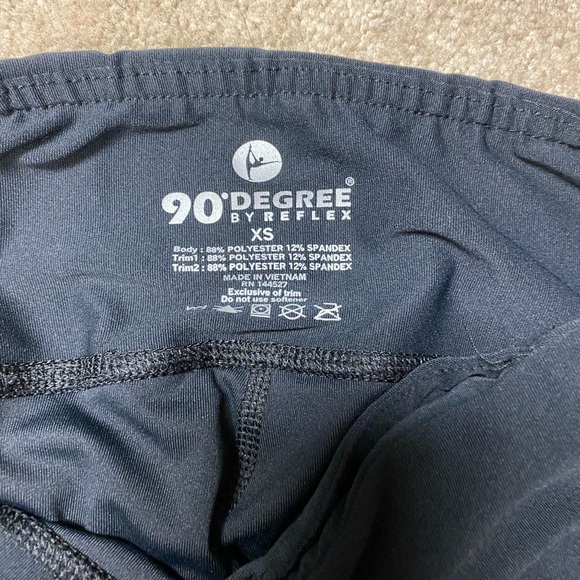 90°DEGREE®
BY REFLEX
XS
Body : 88% POLYESTER 12% SPANDEX
Trim1 : 88% POLYESTER 12% SPANDEX
Trim2 : 88% POLYESTER 12% SPANDEX
MADE IN VIETNAM
RN 144527
Exclusive of trim
Do not use softener